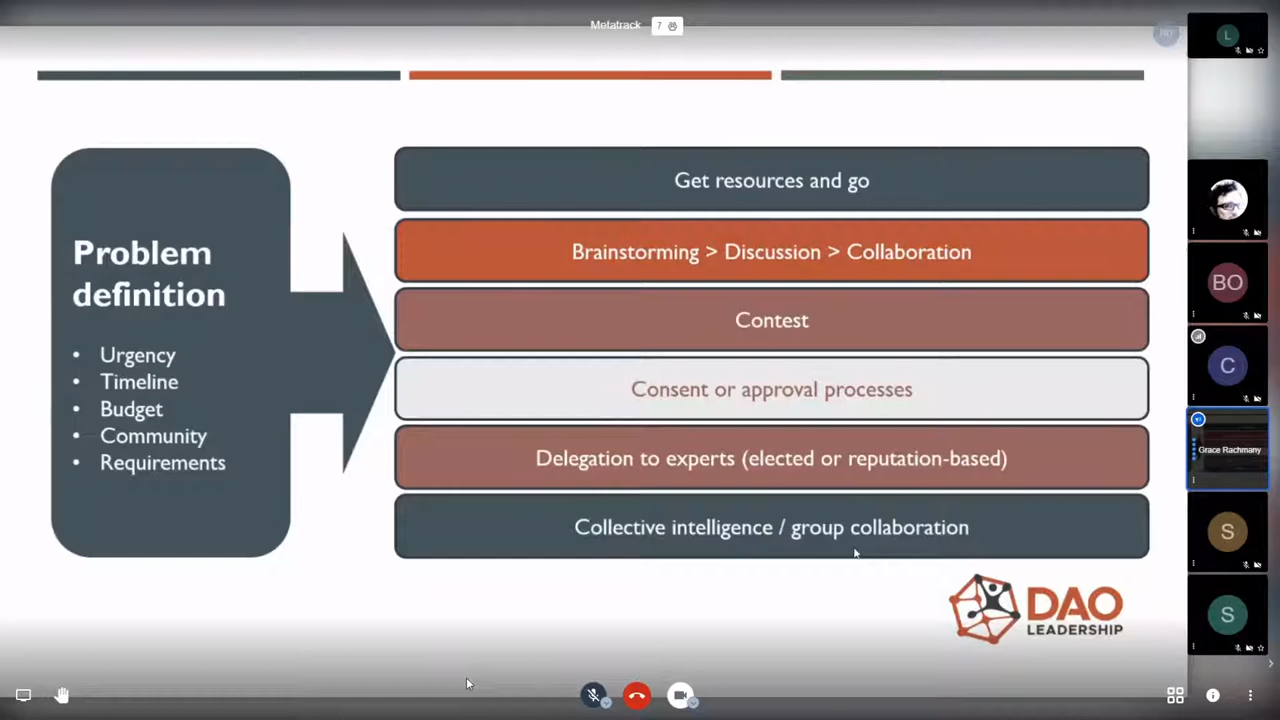 Metatrack 7
Problem
definition
• Urgency
• Timeline
• Budget
• Community
• Requirements
Get resources and go
Brainstorming > Discussion > Collaboration
Contest
Consent or approval processes
Delegation to experts (elected or reputation-based)
Collective intelligence / group collaboration
DAO
LEADERSHIP
L
BO
C
Grace Rachmany
S
S